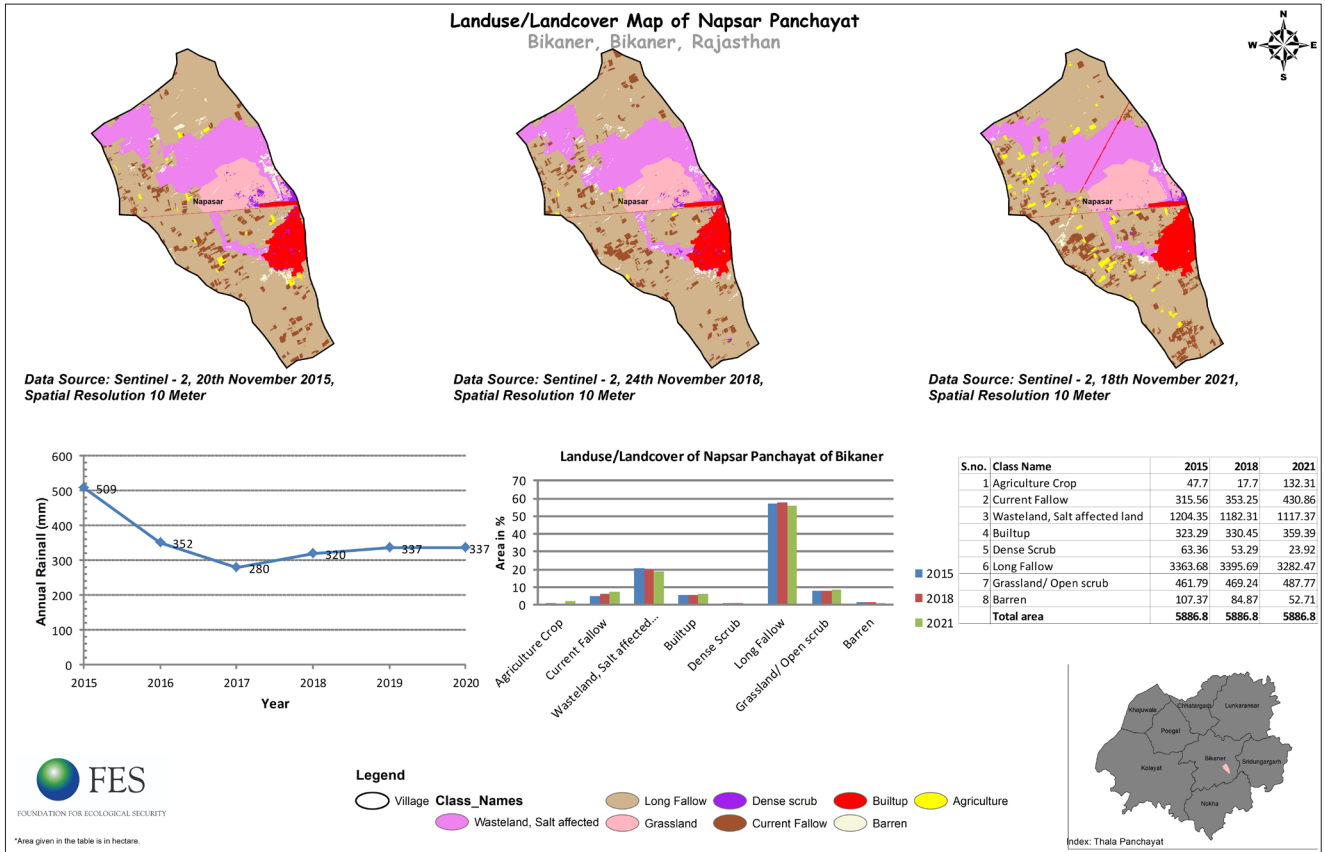 Landuse/Landcover Map of Napsar Panchayat
Bikaner, Bikaner, Rajasthan
N
W E
S
Napasar
Napasar
Napasar
Data Source: Sentinel - 2, 20th November 2015,
Spatial Resolution 10 Meter
Data Source: Sentinel - 2, 24th November 2018,
Spatial Resolution 10 Meter
Data Source: Sentinel - 2, 18th November 2021,
Spatial Resolution 10 Meter
Annual Rainall (mm)
600
500
400
300
200
100
0
509
352
280
320
337
337
2015 2016 2017 2018 2019 2020
Year
Landuse/Landcover of Napsar Panchayat of Bikaner
Area in %
70
60
50
40
30
20
10
0
Agriculture Crop
Current Fallow
Wasteland, Salt affected...
Builtup
Dense Scrub
Long Fallow
Grassland/ Open scrub
Barren
2015
2018
2021
S.no. Class Name 2015 2018 2021
1 Agriculture Crop 47.7 17.7 132.31
2 Current Fallow 315.56 353.25 430.86
3 Wasteland, Salt affected land 1204.35 1182.31 1117.37
4 Builtup 323.29 330.45 359.39
5 Dense Scrub 63.36 53.29 23.92
6 Long Fallow 3363.68 3395.69 3282.47
7 Grassland/ Open scrub 461.79 469.24 487.77
8 Barren 107.37 84.87 52.71
Total area 5886.8 5886.8 5886.8
Khajuwala
Chhatargarh
Lunkaransar
Poogal
Kolayat
Bikaner
Sridungargarh
Nokha
Index: Thala Panchayat
FES
FOUNDATION FOR ECOLOGICAL SECURITY
*Area given in the table is in hectare.
Legend
Village Class_Names Long Fallow Dense scrub Builtup Agriculture
Wasteland, Salt affected Grassland Current Fallow Barren